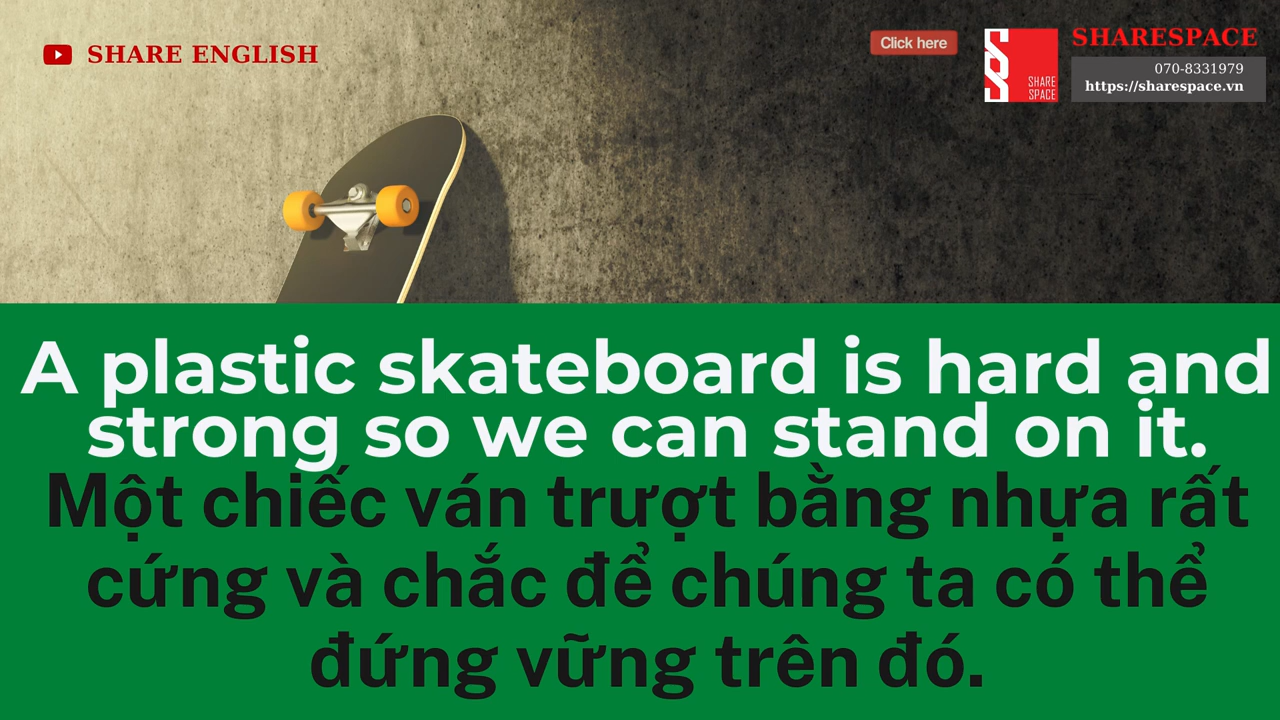 SHARE ENGLISH
Click here
SHARE
SPACE
SHARESPACE
070-8331979
https://sharespace.vn
A plastic skateboard is hard and
strong so we can stand on it.
Một chiếc ván trượt bằng nhựa rất
cứng và chắc để chúng ta có thể
đứng vững trên đó.